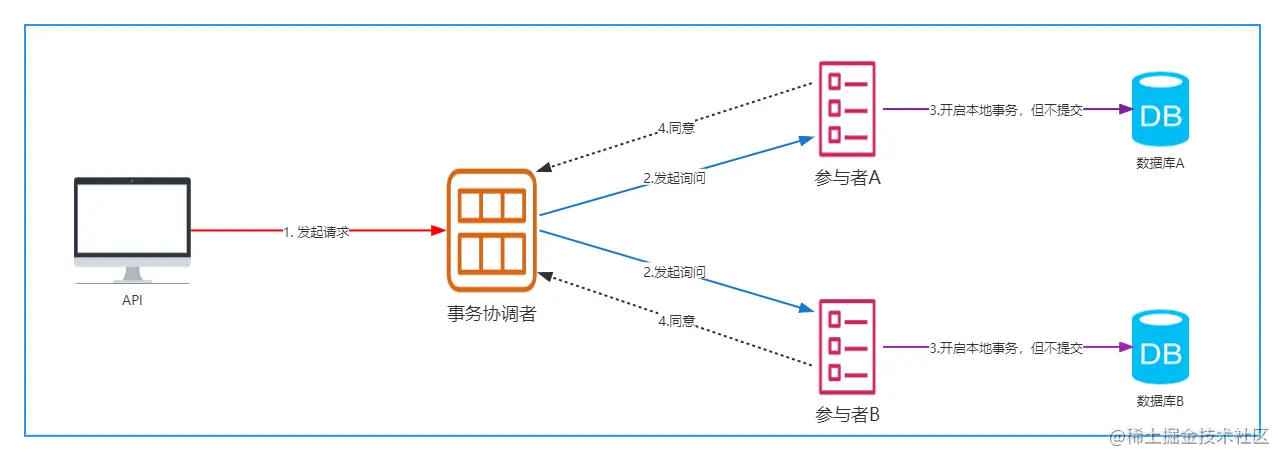 4.同意
2.发起询问
3.开启本地事务，但不提交
DB
数据库A
参与者A
1. 发起请求
API
事务协调者
2.发起询问
4.同意
3.开启本地事务，但不提交
DB
数据库B
参与者B
@稀土掘金技术社区